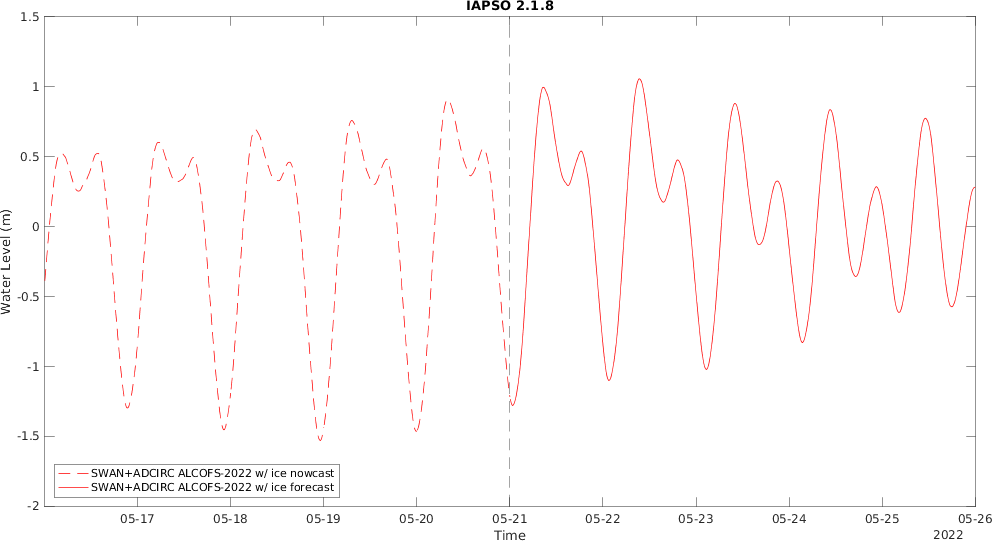 IAPSO 2.1.8
1.5
1
0.5
0
-0.5
-1
-1.5
-2
Water Level (m)
SWAN+ADCIRC ALCOFS-2022 w/ ice nowcast
SWAN+ADCIRC ALCOFS-2022 w/ ice forecast
05-17 05-18 05-19 05-20 05-21 05-22 05-23 05-24 05-25 05-26
Time
2022